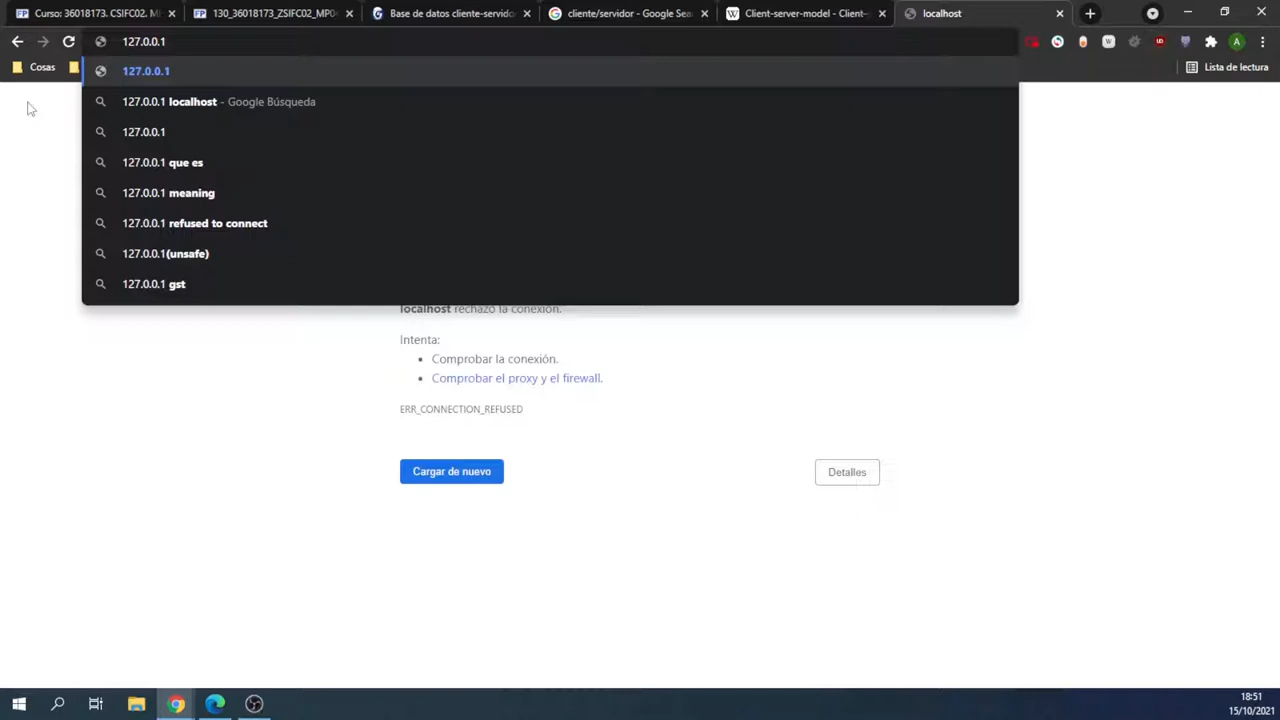 Curso: 36018173. CSIFC02. M
130_36018173_ZSIFC02_MP0
Base de datos cliente-servido
cliente/servidor - Google Sea
Client-server-model - Client-
localhost
127.0.0.1
Cosas
Lista de lectura
127.0.0.1
127.0.0.1 localhost - Google Búsqueda
127.0.0.1
127.0.0.1 que es
127.0.0.1 meaning
127.0.0.1 refused to connect
127.0.0.1(unsafe)
127.0.0.1 gst
localhost rechazó la conexión.
Intenta:
Comprobar la conexión.
Comprobar el proxy y el firewall.
ERR_CONNECTION_REFUSED
Cargar de nuevo
Detalles
18:51
15/10/2021